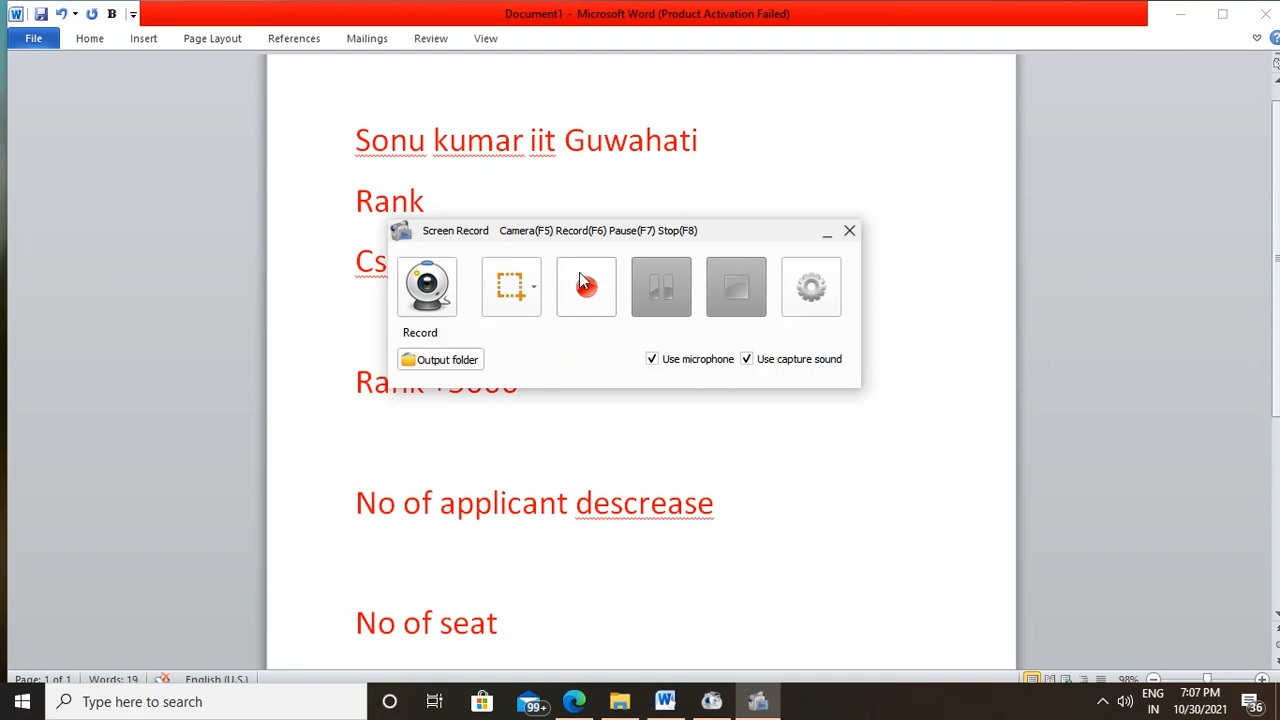 Document1 - Microsoft Word (Product Activation Failed)
File Home Insert Page Layout References Mailings Review View
Sonu kumar iit Guwahati
Rank
Cs
Screen Record Camera(F5) Record(F6) Pause(F7) Stop(F8)
Record
Output folder
Use microphone Use capture sound
No of applicant descrease
No of seat
Page: 1 of 1 Words: 19 English (U.S.) 98%
Type here to search
99+
ENG
IN
7:07 PM
10/30/2021
36